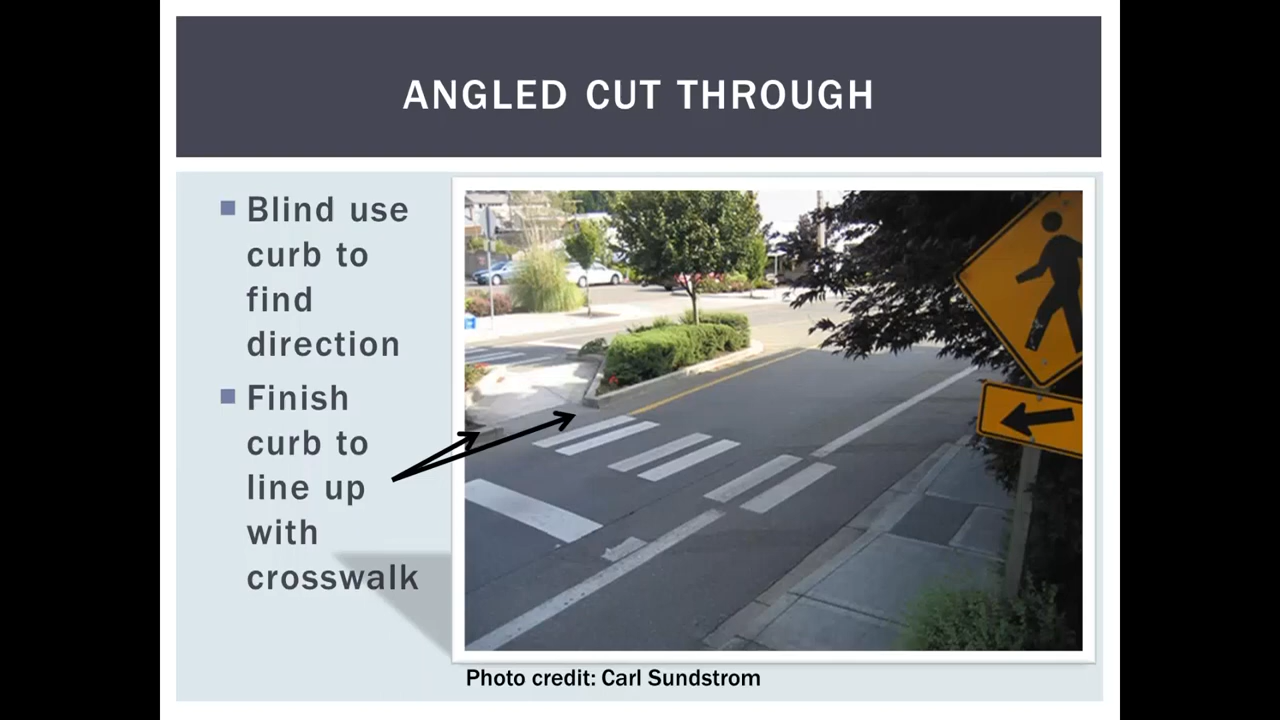 ANGLED CUT THROUGH
Blind use
curb to
find
direction
Finish
curb to
line up
with
crosswalk
Photo credit: Carl Sundstrom